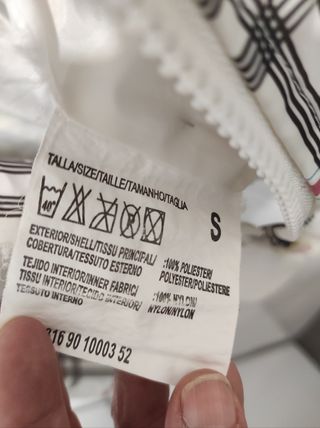 TALLA/SIZE/TAILLE/TAMANHO/TAGLIA
S
40°
EXTERIOR/SHELL/TISSU PRINCIPAL/
COBERTURA/TESSUTO ESTERNO
:100% POLIESTER/
POLYESTER/POLIESTERE
TEJIDO INTERIOR/INNER FABRIC/
TISSU INTERIOR/TECIDO INTERIOR/
TESSUTO INTERNO
:100% NYLON/
NYLON/NYLON
316 90 10003 52